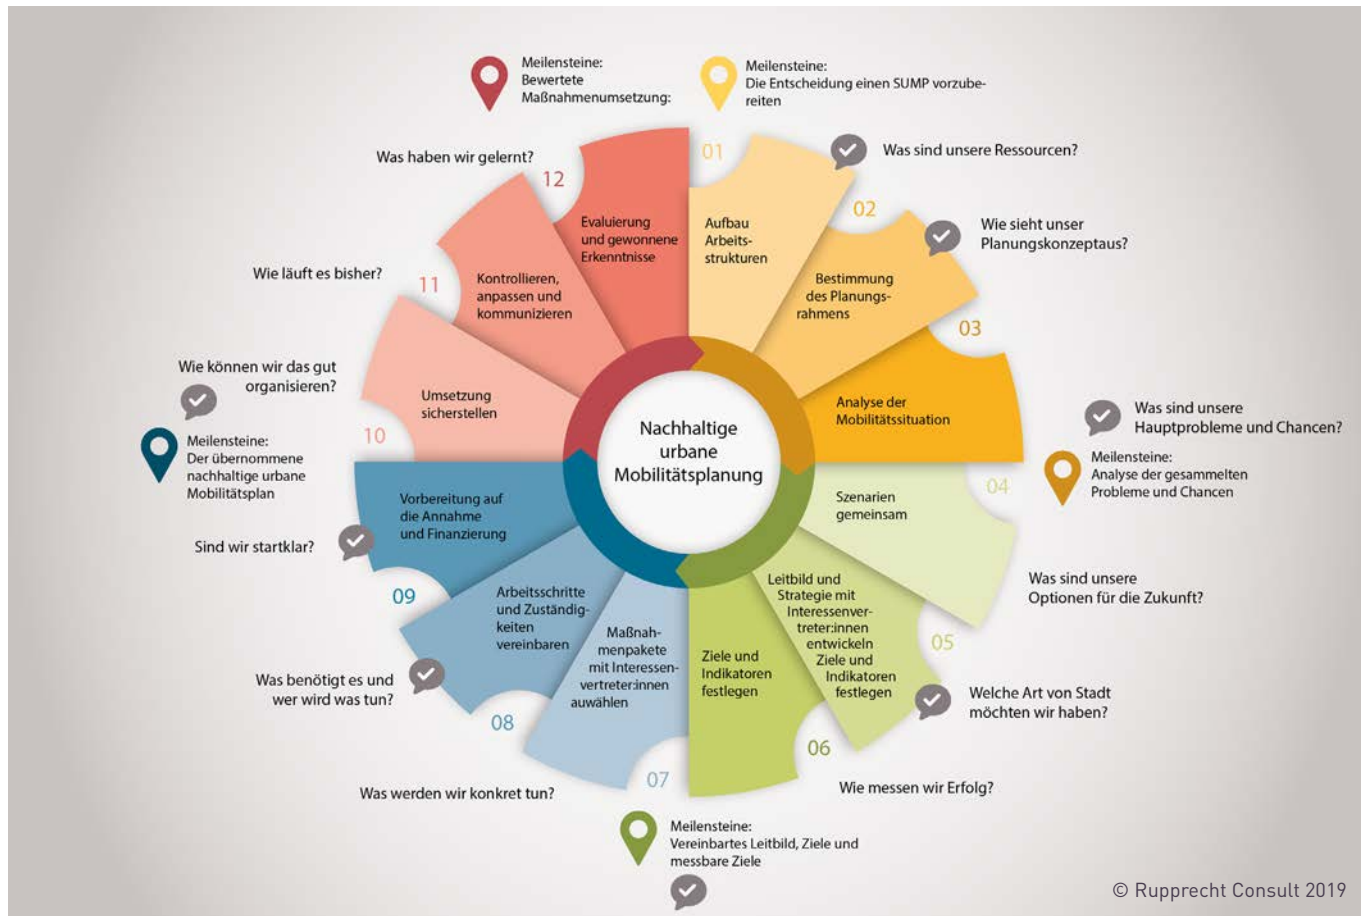 Meilensteine:
Bewertete
Maßnahmenumsetzung:
Meilensteine:
Die Entscheidung einen SUMP vorzube-
reiten
Was haben wir gelernt?
12
01
Was sind unsere Ressourcen?
Evaluierung
und gewonnene
Erkenntnisse
Aufbau
Arbeits-
strukturen
02
Wie sieht unser
Planungskonzeptaus?
Wie läuft es bisher?
11
Kontrollieren,
anpassen und
kommunizieren
Bestimmung
des Planungs-
rahmens
03
Wie können wir das gut
organisieren?
Umsetzung
sicherstellen
10
Analyse der
Mobilitätssituation
Was sind unsere
Hauptprobleme und Chancen?
Meilensteine:
Der übernommene
nachhaltige urbane
Mobilitätsplan
Nachhaltige
urbane
Mobilitätsplanung
Meilensteine:
Analyse der gesammelten
Probleme und Chancen
04
Vorbereitung auf
die Annahme
und Finanzierung
Szenarien
gemeinsam
Sind wir startklar?
09
Was sind unsere
Optionen für die Zukunft?
Arbeitsschritte
und Zuständig-
keiten
vereinbaren
Leitbild und
Strategie mit
Interessenver-
treter:innen
entwickeln
Ziele und
Indikatoren
festlegen
05
Maßnah-
menpakete
mit Interessen-
vertreter:innen
auwählen
Ziele und
Indikatoren
festlegen
Was benötigt es und
wer wird was tun?
08
Welche Art von Stadt
möchten wir haben?
06
07
Was werden wir konkret tun?
Wie messen wir Erfolg?
Meilensteine:
Vereinbartes Leitbild, Ziele und
messbare Ziele
© Rupprecht Consult 2019